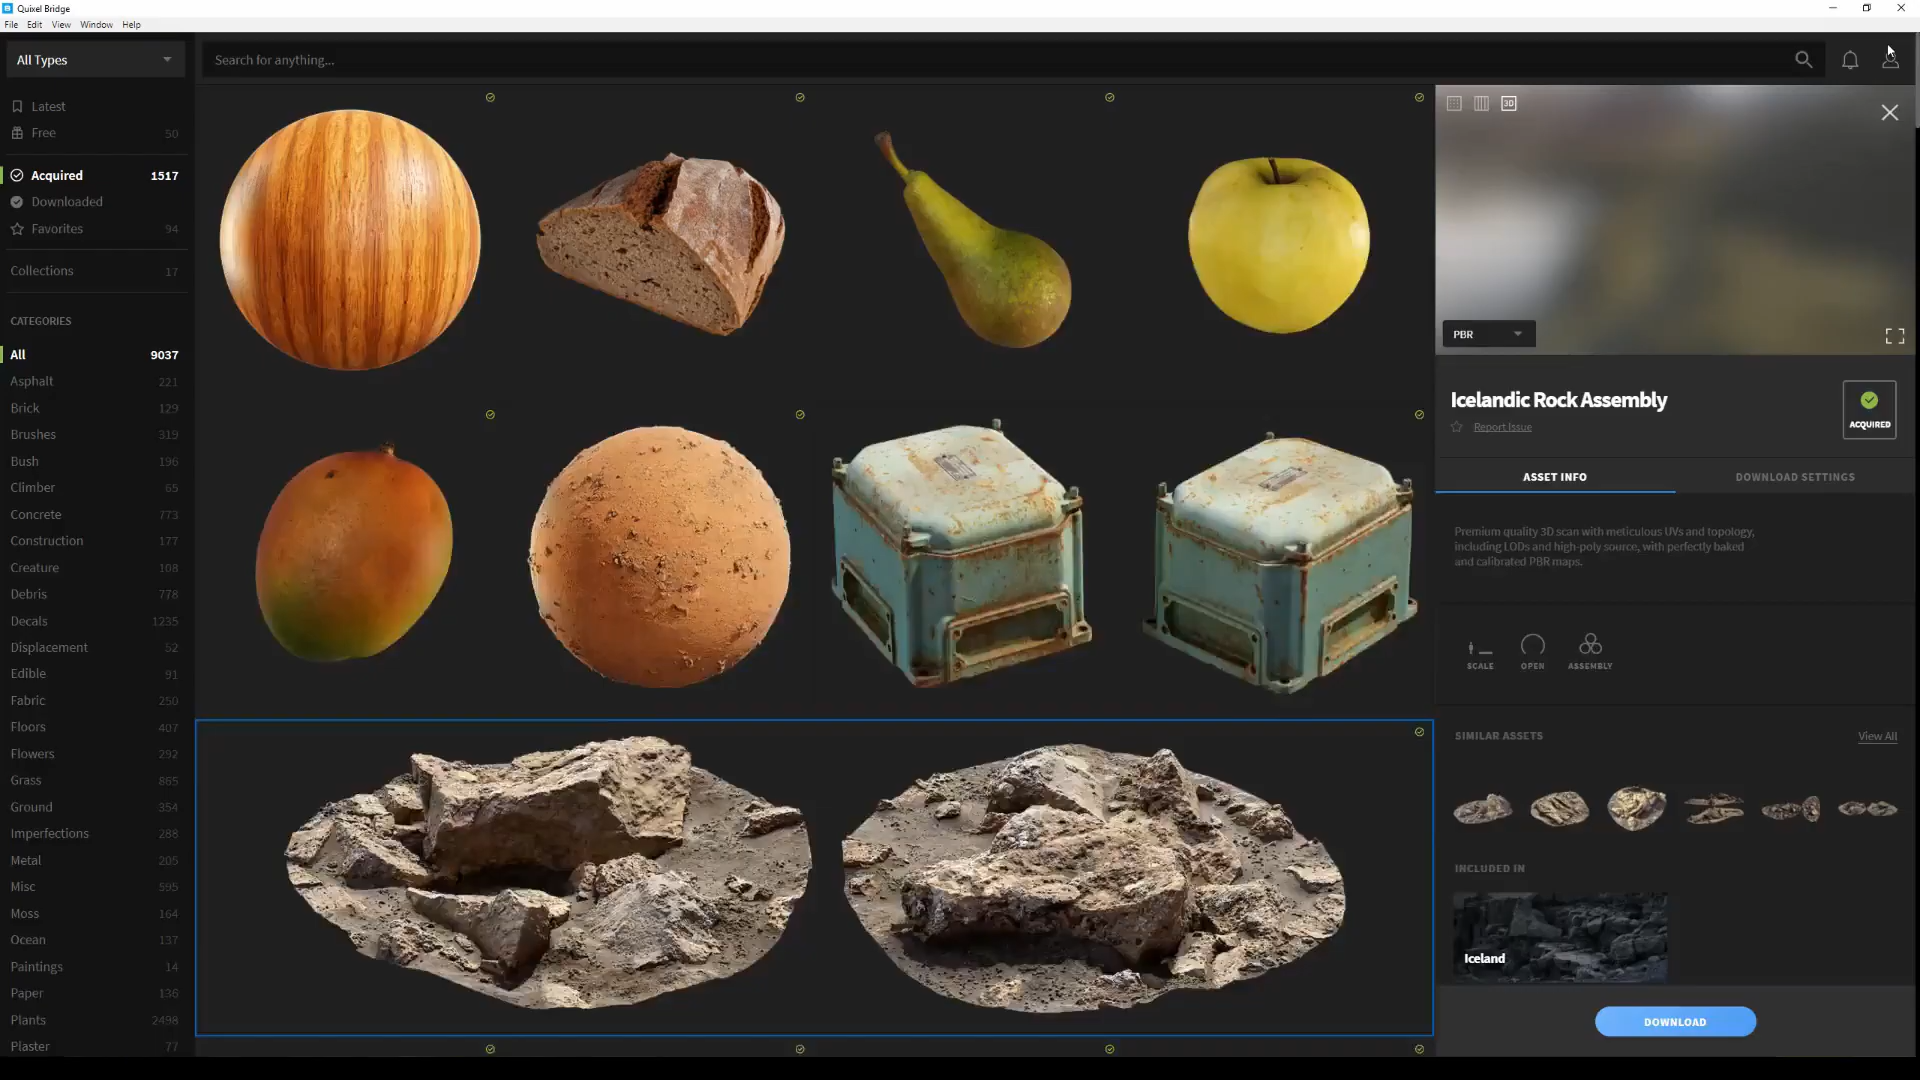 Quixel Bridge
File Edit View Window Help
All Types
Search for anything...
Latest
Free 50
Acquired 1517
Downloaded
Favorites 94
Collections 17
CATEGORIES
All 9037
Asphalt 221
Brick 129
Brushes 319
Bush 196
Climber 65
Concrete 773
Construction 177
Creature 108
Debris 778
Decals 1235
Displacement 52
Edible 91
Fabric 250
Floors 407
Flowers 292
Grass 865
Ground 354
Imperfections 288
Metal 205
Misc 595
Moss 164
Ocean 137
Paintings 14
Paper 136
Plants 2498
Plaster 77
3D
PBR
Icelandic Rock Assembly
Report Issue
ACQUIRED
ASSET INFO DOWNLOAD SETTINGS
Premium quality 3D scan with meticulous UVs and topology,
including LODs and high-poly source, with perfectly baked
and calibrated PBR maps.
SCALE OPEN ASSEMBLY
SIMILAR ASSETS View All
INCLUDED IN
Iceland
DOWNLOAD